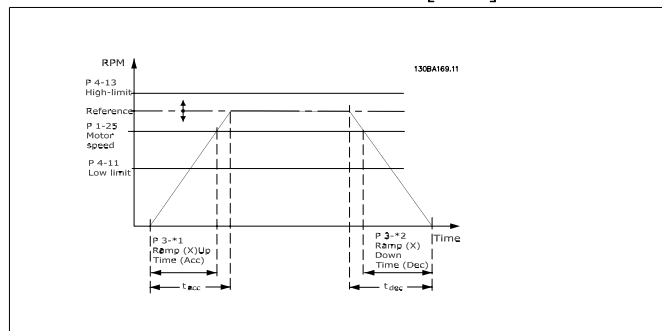 RPM
130BA169.11
P 4-13
High-limit
Reference
P 1-25
Motor
speed
P 4-11
Low limit
Time
P 3-*1
Ramp (X)Up
Time (Acc)
P 3-*2
Ramp (X)
Down
Time (Dec)
tacc
tdec